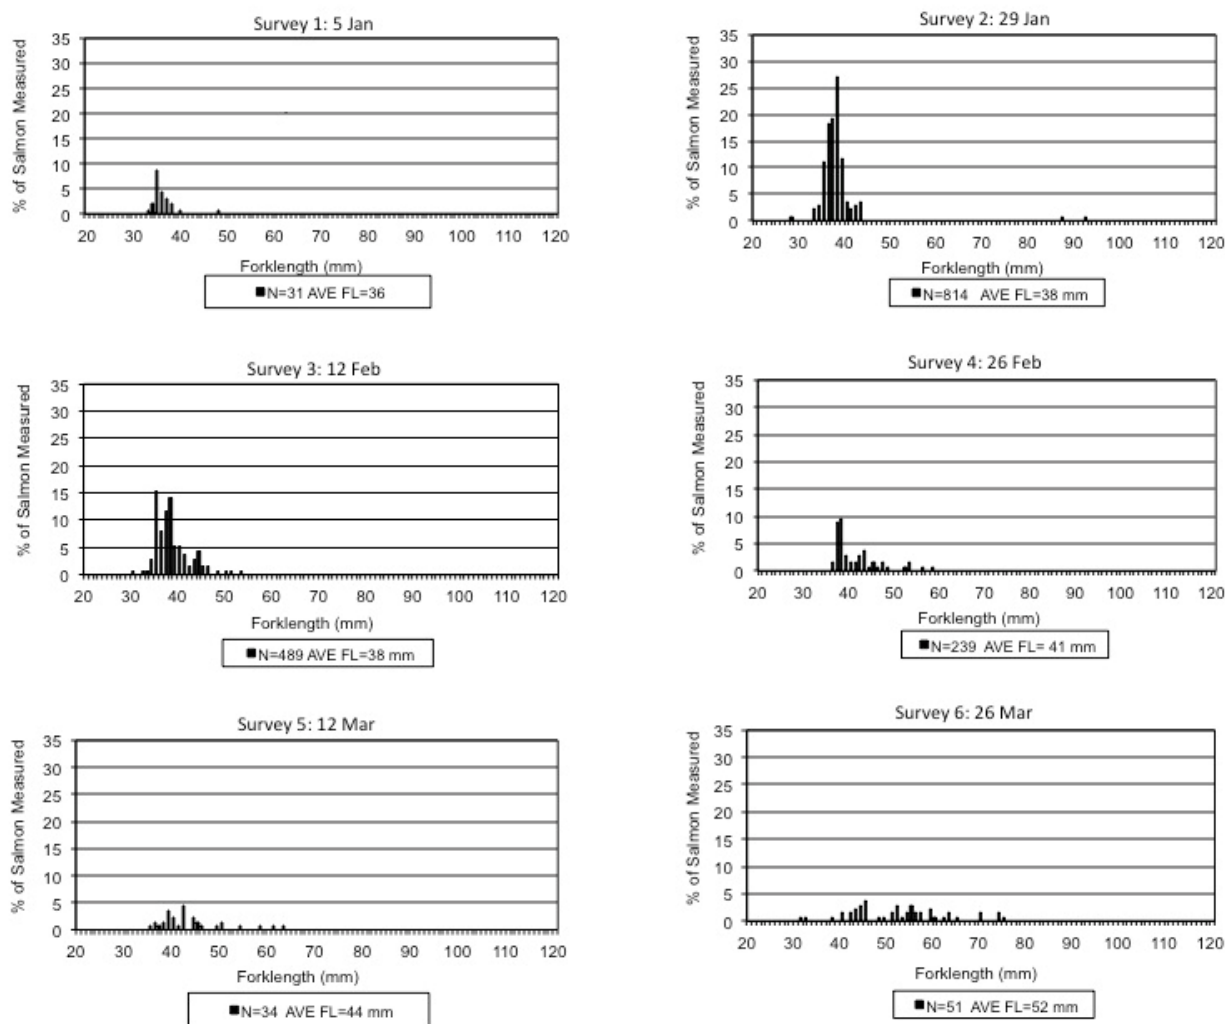 Survey 1: 5 Jan
% of Salmon Measured
35
30
25
20
15
10
5
0
20 30 40 50 60 70 80 90 100 110 120
Forklength (mm)
N=31 AVE FL=36
Survey 2: 29 Jan
% of Salmon Measured
35
30
25
20
15
10
5
0
20 30 40 50 60 70 80 90 100 110 120
Forklength (mm)
N=814 AVE FL=38 mm
Survey 3: 12 Feb
% of Salmon Measured
35
30
25
20
15
10
5
0
20 30 40 50 60 70 80 90 100 110 120
Forklength (mm)
N=489 AVE FL=38 mm
Survey 4: 26 Feb
% of Salmon Measured
35
30
25
20
15
10
5
0
20 30 40 50 60 70 80 90 100 110 120
Forklength (mm)
N=239 AVE FL= 41 mm
Survey 5: 12 Mar
% of Salmon Measured
35
30
25
20
15
10
5
0
20 30 40 50 60 70 80 90 100 110 120
Forklength (mm)
N=34 AVE FL=44 mm
Survey 6: 26 Mar
% of Salmon Measured
35
30
25
20
15
10
5
0
20 30 40 50 60 70 80 90 100 110 120
Forklength (mm)
N=51 AVE FL=52 mm